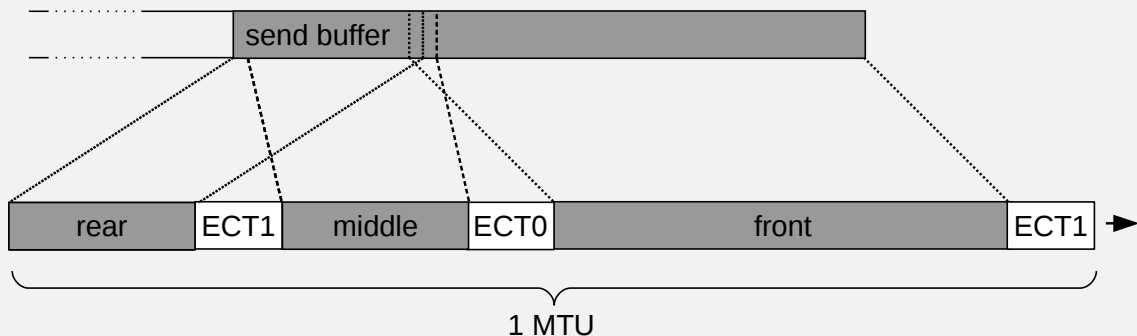 send buffer
rear ECT1 middle ECT0 front ECT1
1 MTU